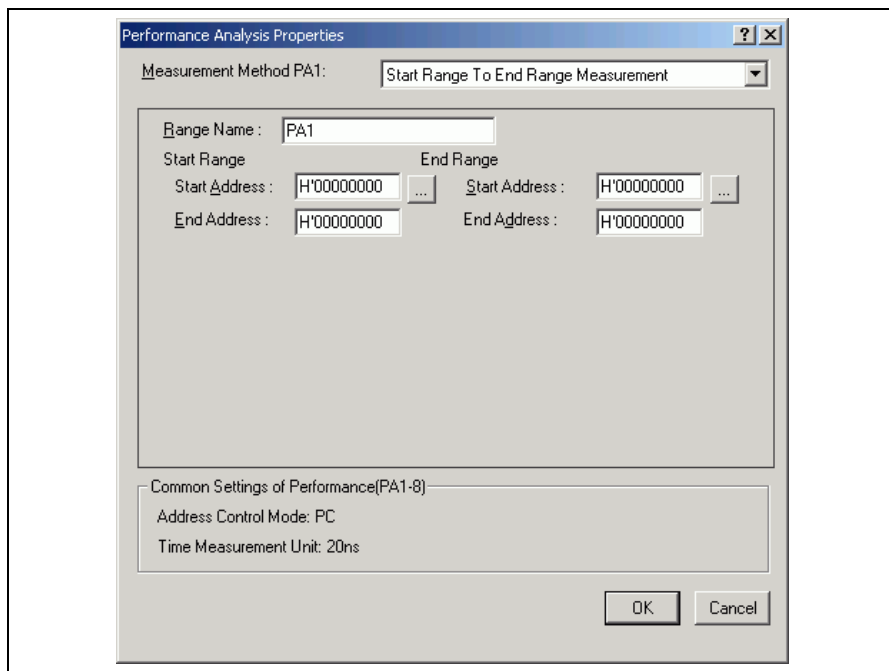 Performance Analysis Properties
Measurement Method PA1: Start Range To End Range Measurement
Range Name : PA1
Start Range End Range
Start Address : H'00000000 ... Start Address : H'00000000 ...
End Address : H'00000000 End Address : H'00000000
Common Settings of Performance(PA1-8)
Address Control Mode: PC
Time Measurement Unit: 20ns
OK Cancel